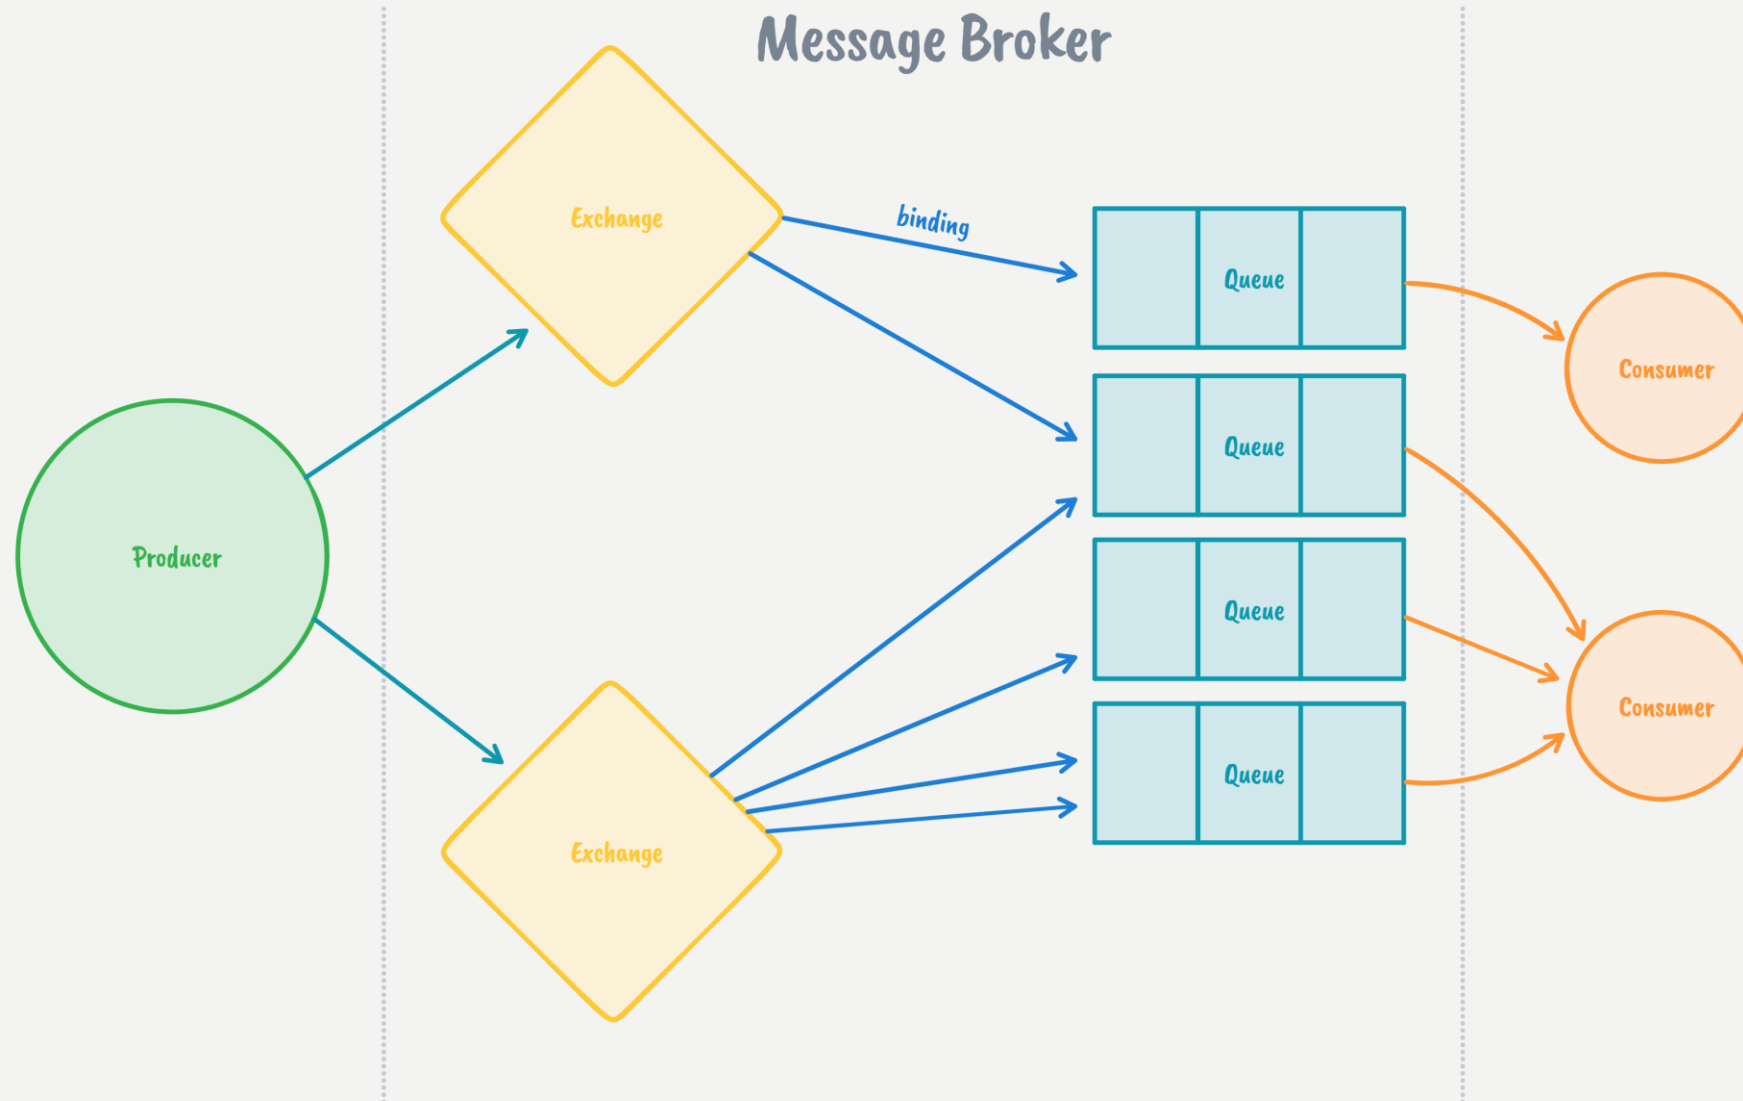 Message Broker
Exchange
binding
Queue
Consumer
Queue
Producer
Queue
Consumer
Queue
Exchange